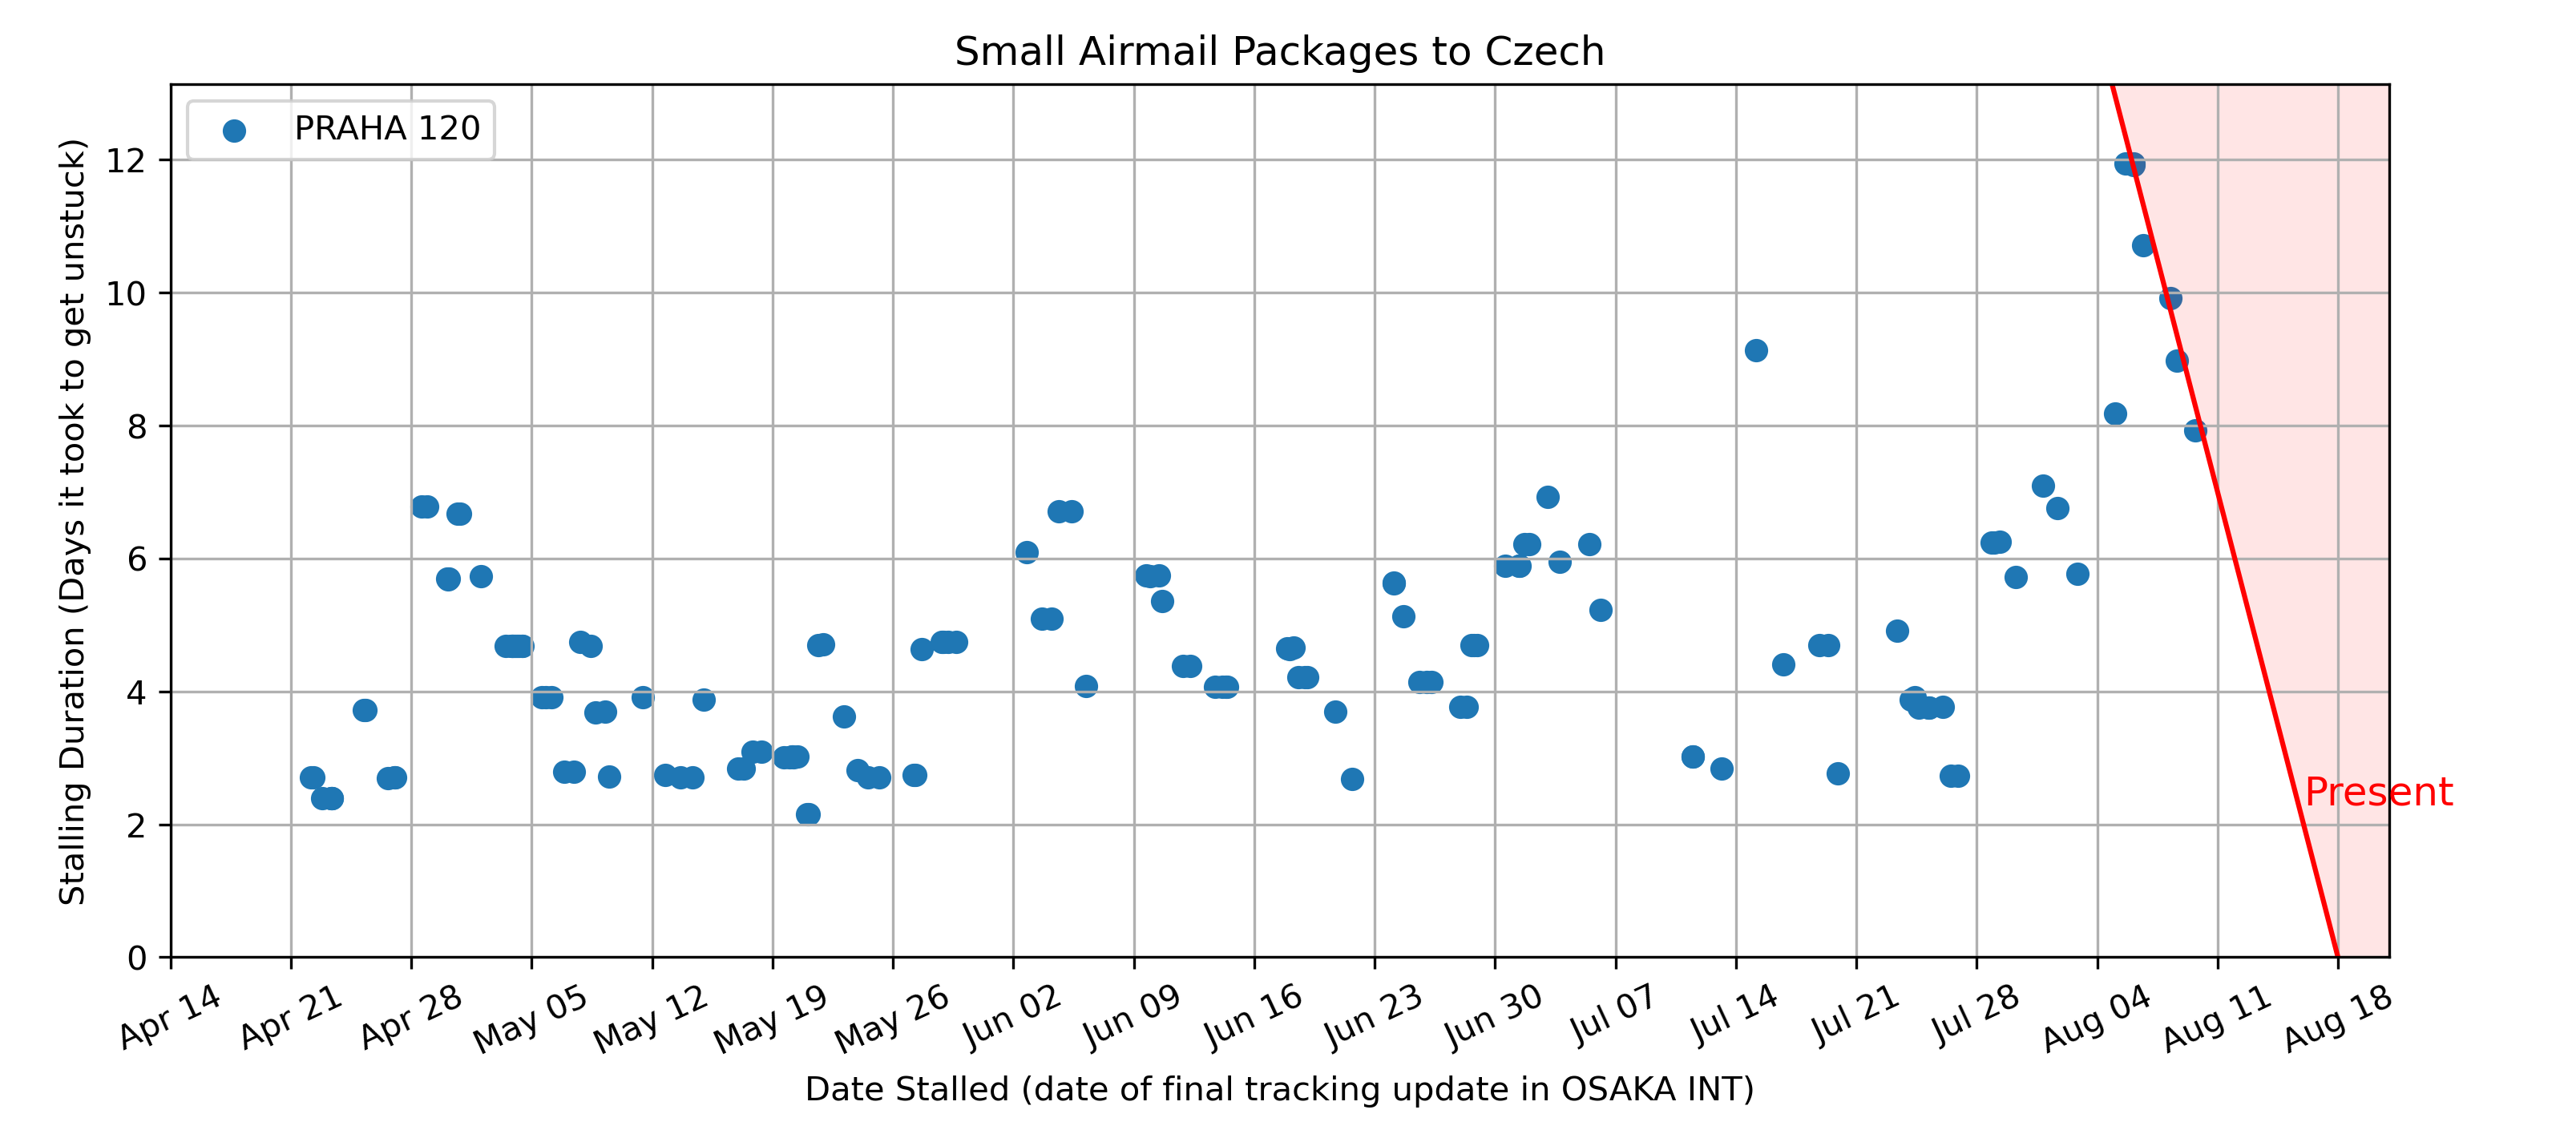 Small Airmail Packages to Czech
PRAHA 120
Stalling Duration (Days it took to get unstuck)
12
10
8
6
4
2
0
Present
Apr 14
Apr 21
Apr 28
May 05
May 12
May 19
May 26
Jun 02
Jun 09
Jun 16
Jun 23
Jun 30
Jul 07
Jul 14
Jul 21
Jul 28
Aug 04
Aug 11
Aug 18
Date Stalled (date of final tracking update in OSAKA INT)